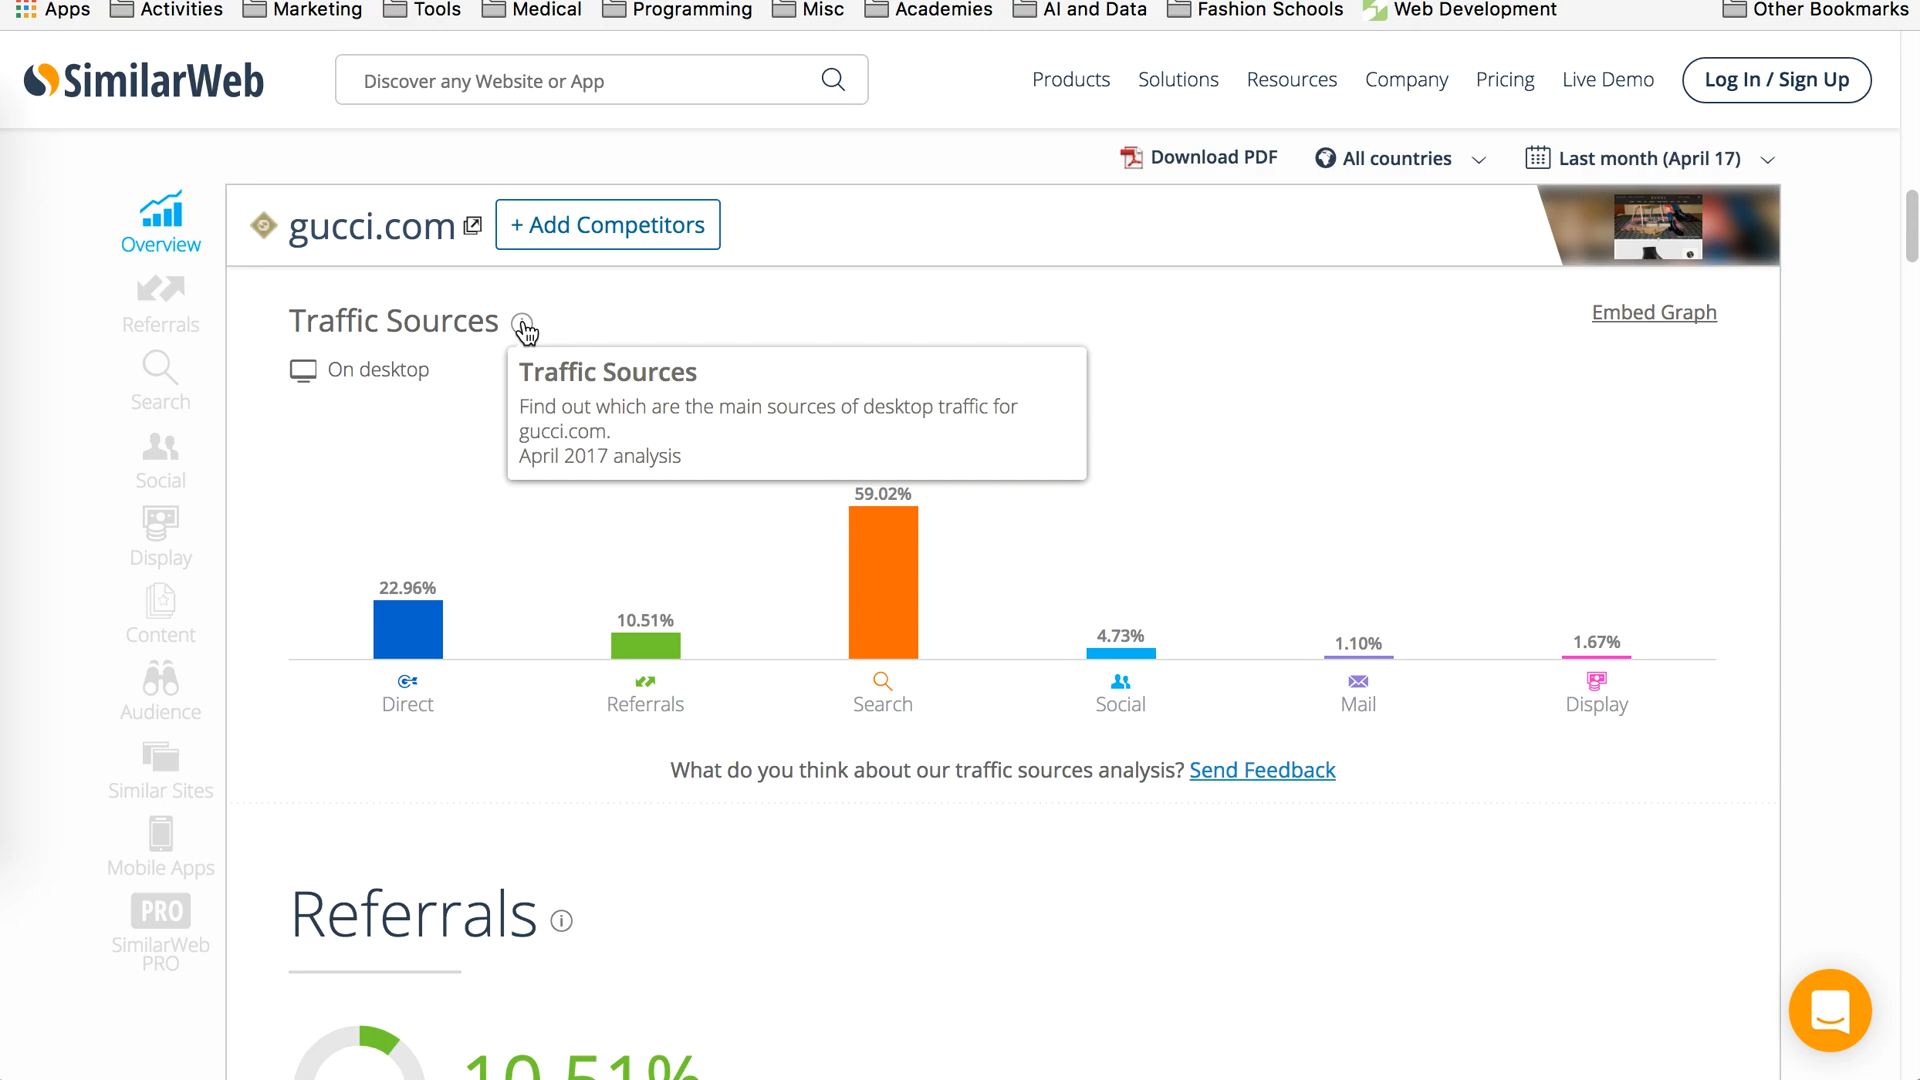 Apps Activities Marketing Tools Medical Programming Misc Academies AI and Data Fashion Schools Web Development Other Bookmarks
SimilarWeb Discover any Website or App Products Solutions Resources Company Pricing Live Demo Log In / Sign Up
Download PDF All countries Last month (April 17)
gucci.com + Add Competitors
Overview
Referrals
Search
Social
Display
Content
Audience
Similar Sites
Mobile Apps
PRO
SimilarWeb
PRO
Traffic Sources
Embed Graph
On desktop
Traffic Sources
Find out which are the main sources of desktop traffic for
gucci.com.
April 2017 analysis
22.96% 10.51% 59.02% 4.73% 1.10% 1.67%
Direct Referrals Search Social Mail Display
What do you think about our traffic sources analysis? Send Feedback
Referrals
10.51%